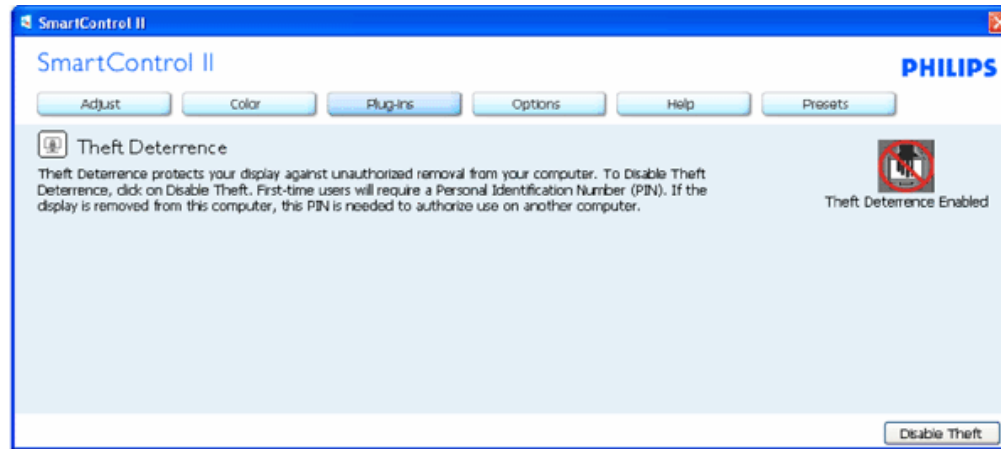 SmartControl II
SmartControl II
PHILIPS
Adjust Color Plug-ins Options Help Presets
Theft Deterrence
Theft Deterrence protects your display against unauthorized removal from your computer. To Disable Theft
Deterrence, click on Disable Theft. First-time users will require a Personal Identification Number (PIN). If the
display is removed from this computer, this PIN is needed to authorize use on another computer.
Theft Deterrence Enabled
Disable Theft